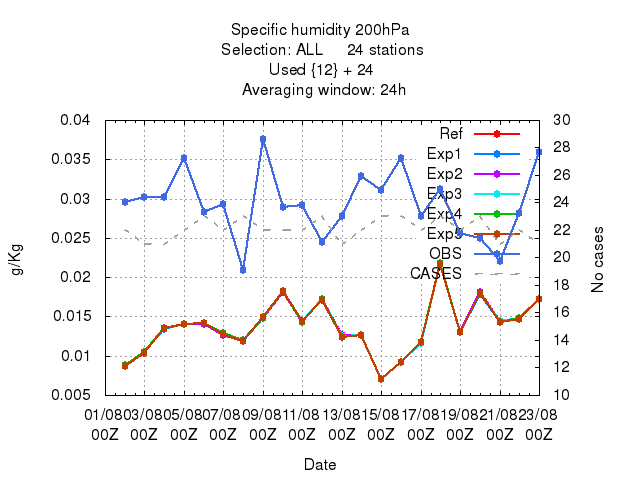 Specific humidity 200hPa
Selection: ALL 24 stations
Used {12} + 24
Averaging window: 24h
0.04
0.035
0.03
0.025
0.02
0.015
0.01
0.005
g/Kg
30
28
26
24
22
20
18
16
14
12
10
No cases
Ref
Exp1
Exp2
Exp3
Exp4
Exp5
OBS
CASES
01/08 03/08 05/08 07/08 09/08 11/08 13/08 15/08 17/08 19/08 21/08 23/08
00Z 00Z 00Z 00Z 00Z 00Z 00Z 00Z 00Z 00Z 00Z 00Z
Date